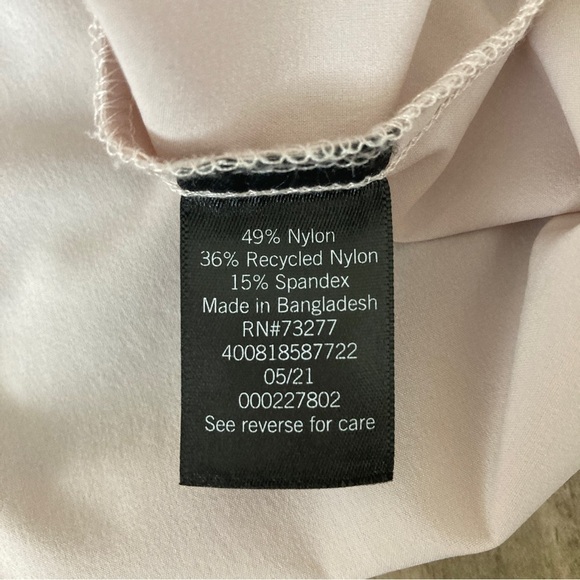 49% Nylon
36% Recycled Nylon
15% Spandex
Made in Bangladesh
RN#73277
400818587722
05/21
000227802
See reverse for care